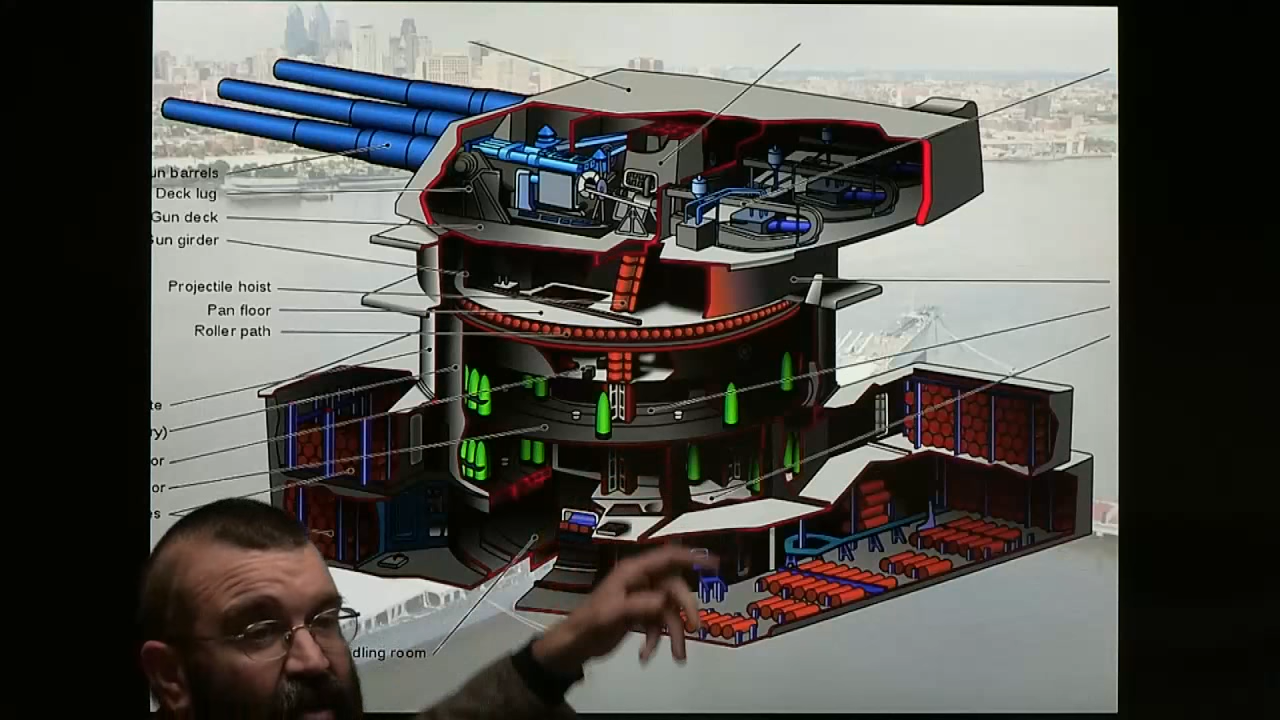 un barrels
Deck lug
Gun deck
un girder
Projectile hoist
Pan floor
Roller path
te
ry)
or
or
es
dling room